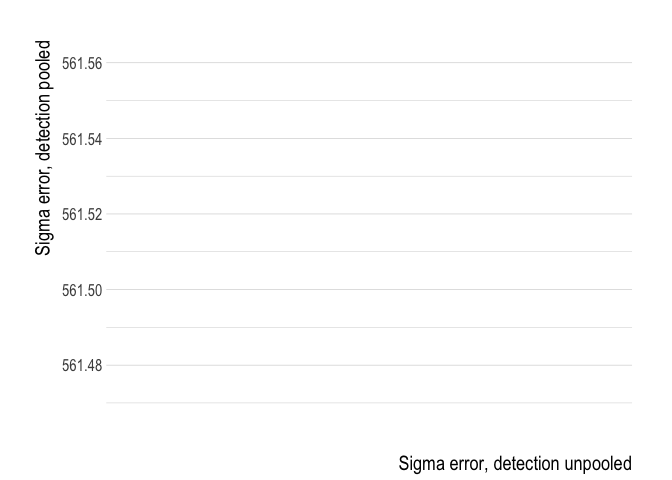 Sigma error, detection pooled
561.56
561.54
561.52
561.50
561.48
Sigma error, detection unpooled